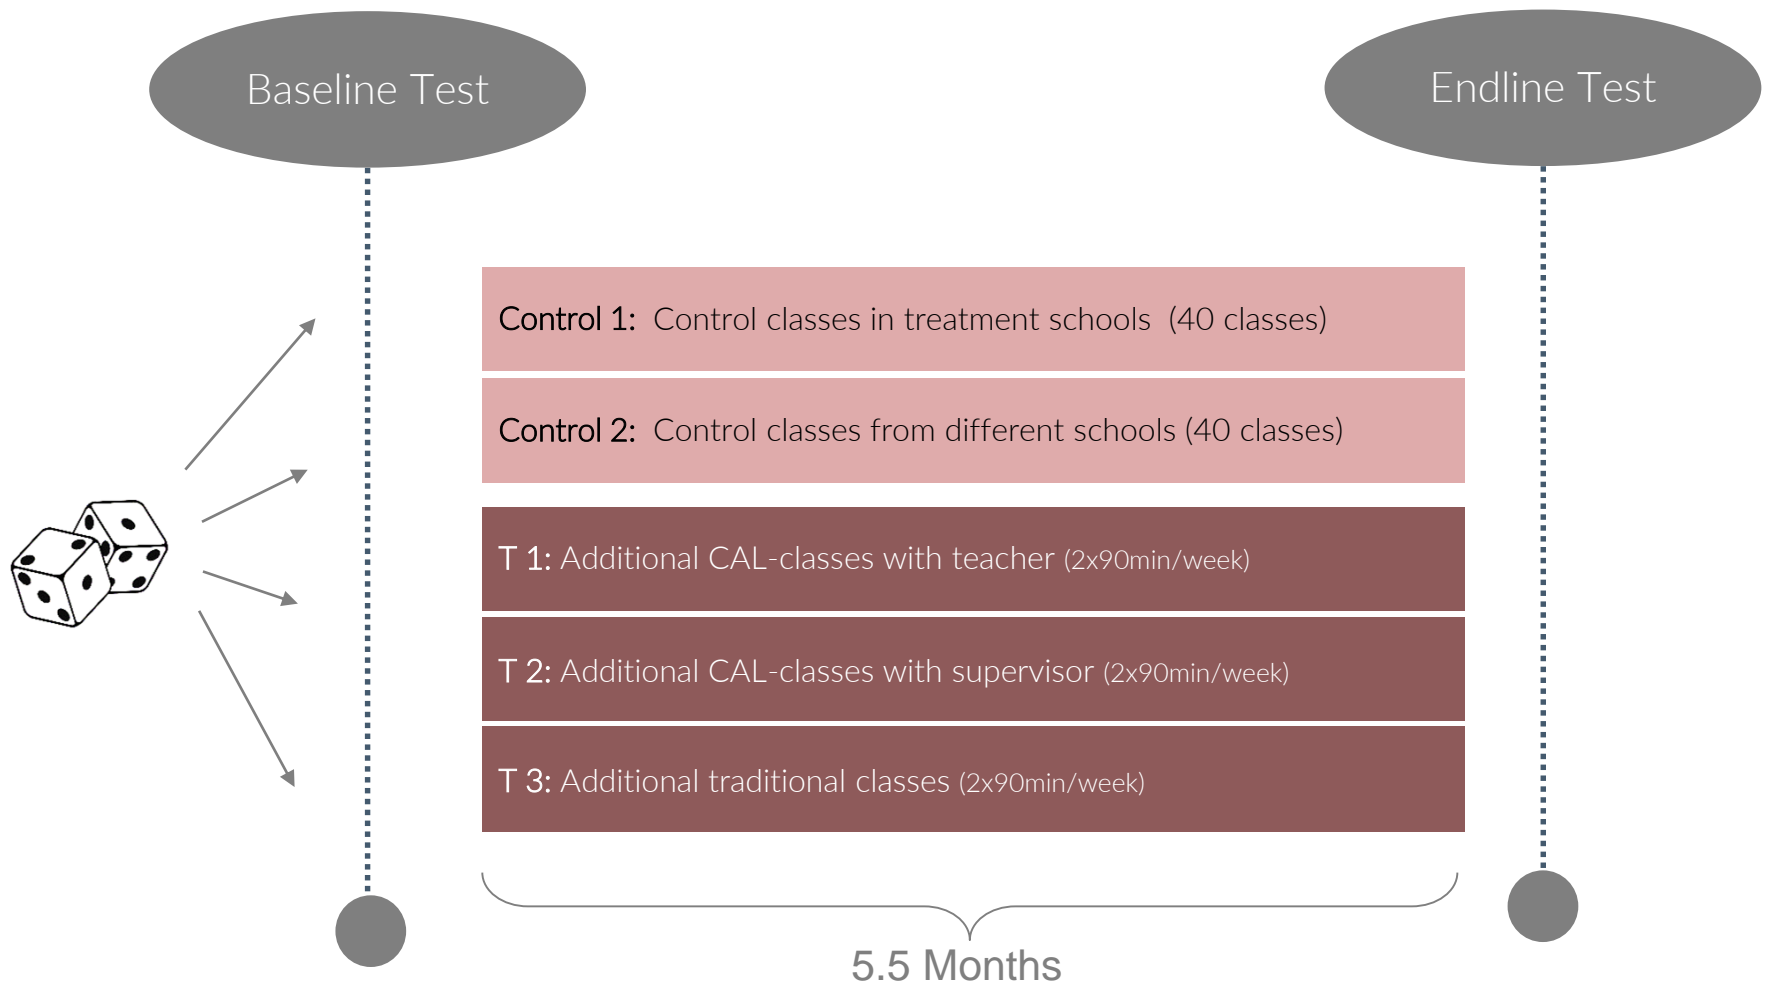 Baseline Test
Endline Test
Control 1: Control classes in treatment schools (40 classes)
Control 2: Control classes from different schools (40 classes)
T 1: Additional CAL-classes with teacher (2x90min/week)
T 2: Additional CAL-classes with supervisor (2x90min/week)
T 3: Additional traditional classes (2x90min/week)
5.5 Months